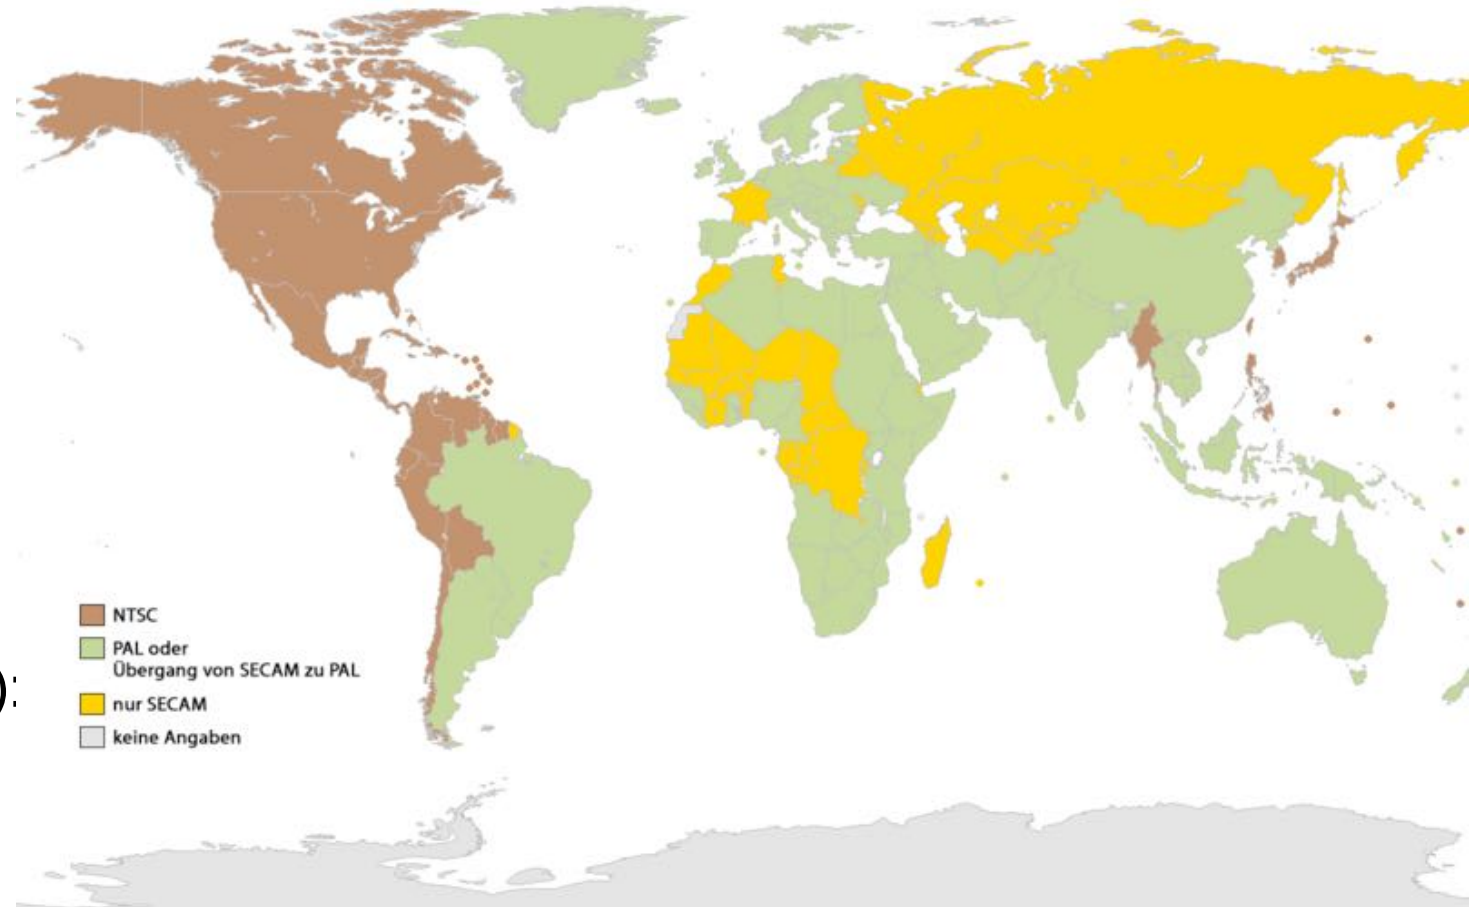 NTSC
PAL oder
Übergang von SECAM zu PAL
):
nur SECAM
keine Angaben